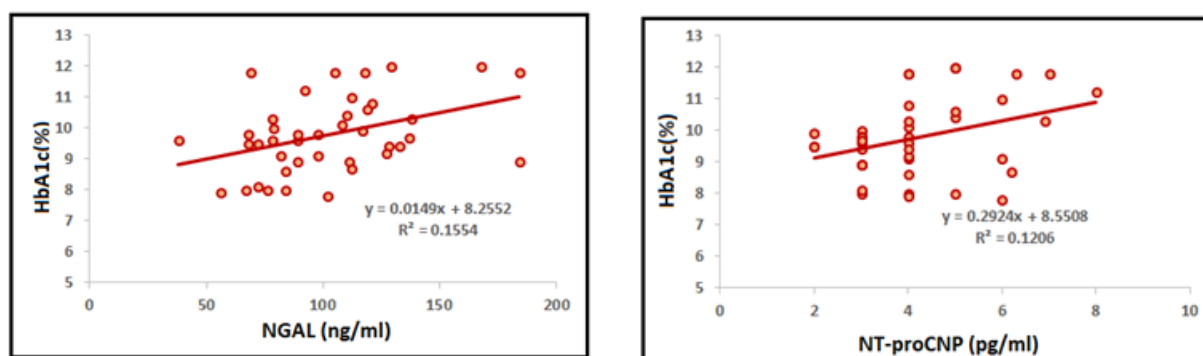 13
12
11
10
9
8
7
6
5
HbA1c(%)
y = 0.0149x + 8.2552
R² = 0.1554
0 50 100 150 200
NGAL (ng/ml)
13
12
11
10
9
8
7
6
5
HbA1c(%)
y = 0.2924x + 8.5508
R² = 0.1206
0 2 4 6 8 10
NT-proCNP (pg/ml)